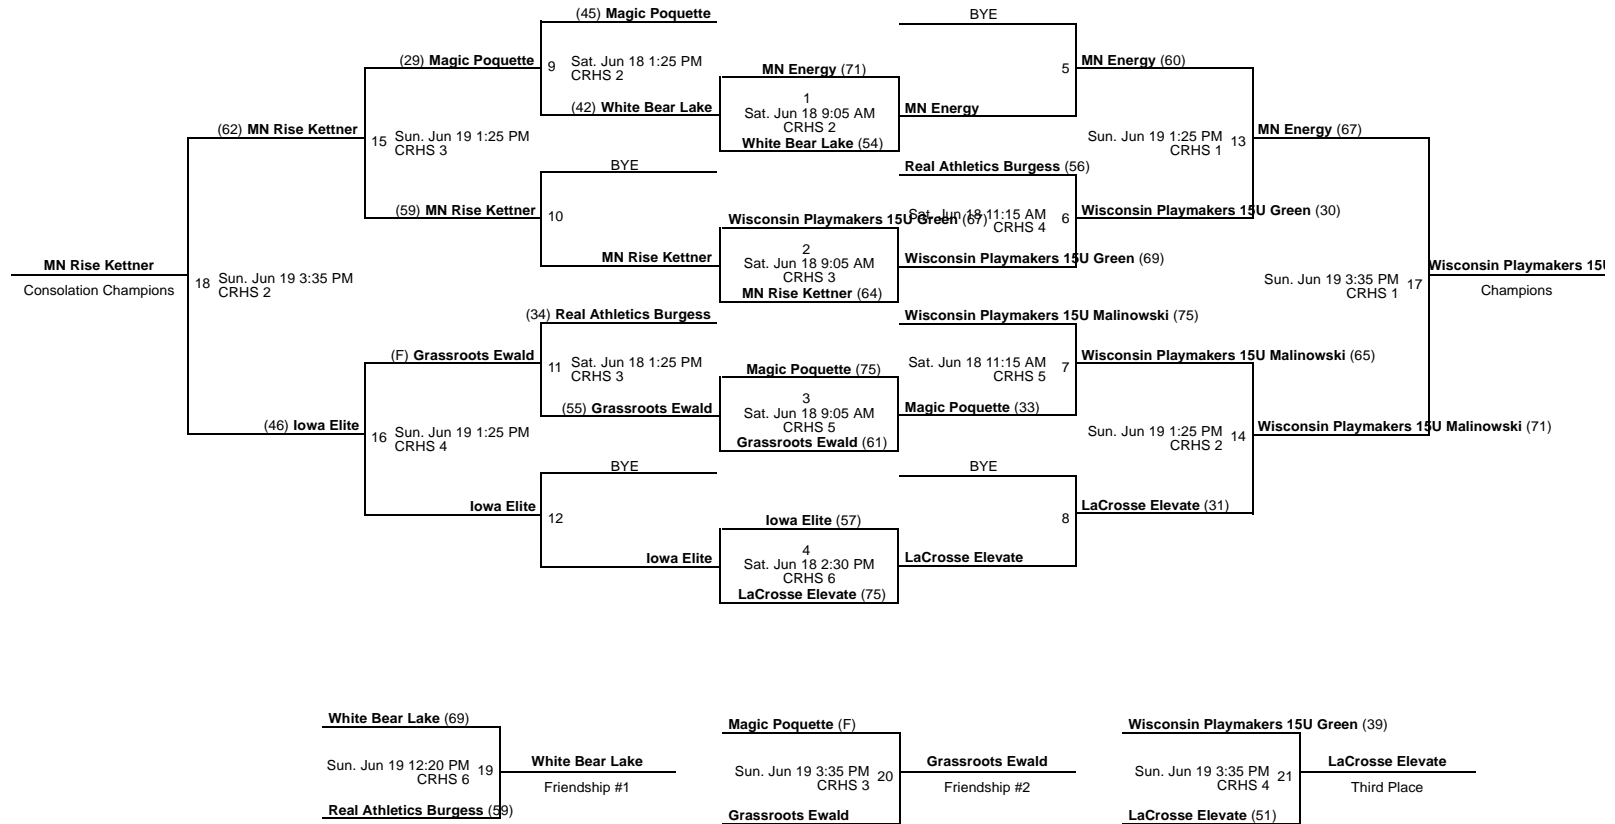 (45) Magic Poquette
BYE
(29) Magic Poquette
9
Sat. Jun 18 1:25 PM
CRHS 2
MN Energy (71)
5
MN Energy (60)
(42) White Bear Lake
1
Sat. Jun 18 9:05 AM
CRHS 2
White Bear Lake (54)
MN Energy
(62) MN Rise Kettner
15
Sun. Jun 19 1:25 PM
CRHS 3
Sun. Jun 19 1:25 PM
CRHS 1
13
MN Energy (67)
BYE
Real Athletics Burgess (56)
(59) MN Rise Kettner
10
Wisconsin Playmakers 15U Green (67)
Sat. Jun 18 11:15 AM
CRHS 4
6
Wisconsin Playmakers 15U Green (30)
MN Rise Kettner
2
Sat. Jun 18 9:05 AM
CRHS 3
MN Rise Kettner (64)
Wisconsin Playmakers 15U Green (69)
MN Rise Kettner
Consolation Champions
18
Sun. Jun 19 3:35 PM
CRHS 2
Sun. Jun 19 3:35 PM
CRHS 1
17
Wisconsin Playmakers 15U
Champions
(34) Real Athletics Burgess
Wisconsin Playmakers 15U Malinowski (75)
(F) Grassroots Ewald
11
Sat. Jun 18 1:25 PM
CRHS 3
Magic Poquette (75)
Sat. Jun 18 11:15 AM
CRHS 5
7
Wisconsin Playmakers 15U Malinowski (65)
(55) Grassroots Ewald
3
Sat. Jun 18 9:05 AM
CRHS 5
Grassroots Ewald (61)
Magic Poquette (33)
(46) Iowa Elite
16
Sun. Jun 19 1:25 PM
CRHS 4
Sun. Jun 19 1:25 PM
CRHS 2
14
Wisconsin Playmakers 15U Malinowski (71)
BYE
BYE
Iowa Elite
12
Iowa Elite (57)
8
LaCrosse Elevate (31)
Iowa Elite
4
Sat. Jun 18 2:30 PM
CRHS 6
LaCrosse Elevate (75)
LaCrosse Elevate
White Bear Lake (69)
Sun. Jun 19 12:20 PM
CRHS 6
19
White Bear Lake
Friendship #1
Real Athletics Burgess (59)
Magic Poquette (F)
Sun. Jun 19 3:35 PM
CRHS 3
20
Grassroots Ewald
Friendship #2
Grassroots Ewald
Wisconsin Playmakers 15U Green (39)
Sun. Jun 19 3:35 PM
CRHS 4
21
LaCrosse Elevate
Third Place
LaCrosse Elevate (51)